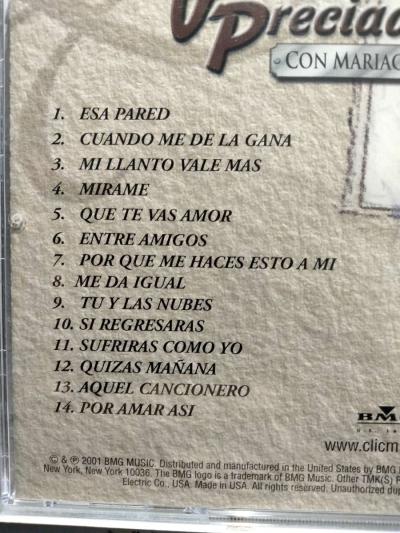 Preciad
CON MARIAC
1. ESA PARED
2. CUANDO ME DE LA GANA
3. MI LLANTO VALE MAS
4. MIRAME
5. QUE TE VAS AMOR
6. ENTRE AMIGOS
7. POR QUE ME HACES ESTO A MI
8. ME DA IGUAL
9. TU Y LAS NUBES
10. SI REGRESARAS
11. SUFRIRAS COMO YO
12. QUIZAS MAÑANA
13. AQUEL CANCIONERO
14. POR AMAR ASI
BM
www.clicm
© & ℗ 2001 BMG MUSIC. Distributed and manufactured in the United States by BMG
New York, New York 10036. The BMG logo is a trademark of BMG Music. Other TMK(S) R
Electric Co., USA. Made in USA. All rights reserved. Unauthorized dup